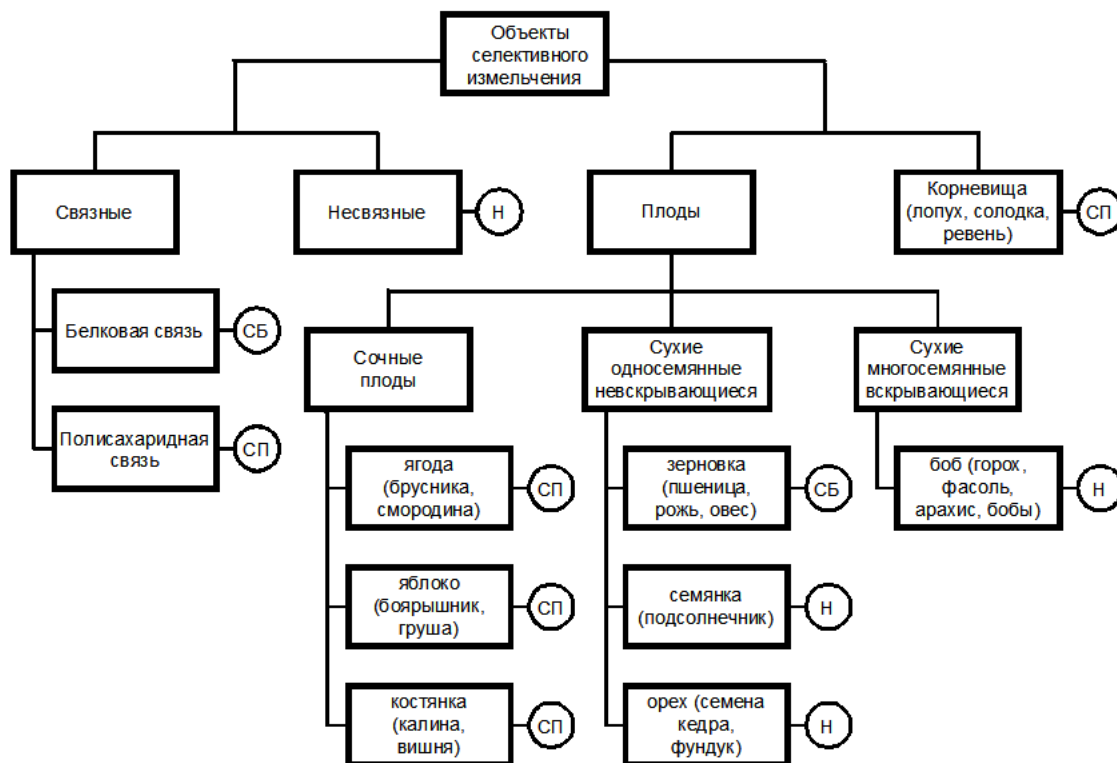 Объекты
селективного
измельчения
Связные
Несвязные
Н
Плоды
Корневища
(лопух, солодка,
ревень)
СП
Белковая связь
СБ
Полисахаридная
связь
СП
Сочные
плоды
Сухие
односемянные
невскрывающиеся
Сухие
многосемянные
вскрывающиеся
ягода
(брусника,
смородина)
СП
зерновка
(пшеница,
рожь, овес)
СБ
боб (горох,
фасоль,
арахис, бобы)
Н
яблоко
(боярышник,
груша)
СП
семянка
(подсолнечник)
Н
костянка
(калина,
вишня)
СП
орех (семена
кедра,
фундук)
Н